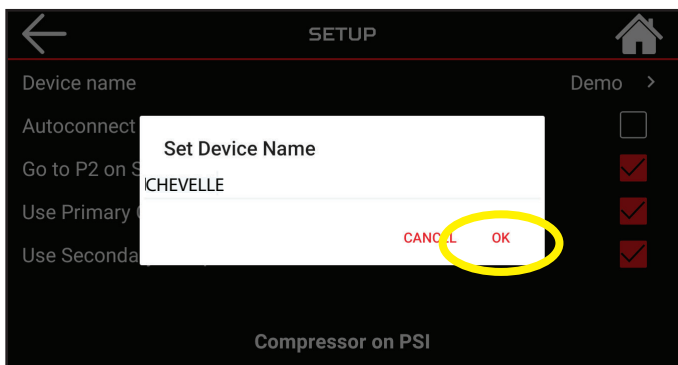 SETUP
Device name Demo >
Autoconnect
Set Device Name
Go to P2 on S
CHEVELLE
Use Primary
CANCEL OK
Use Seconda
Compressor on PSI